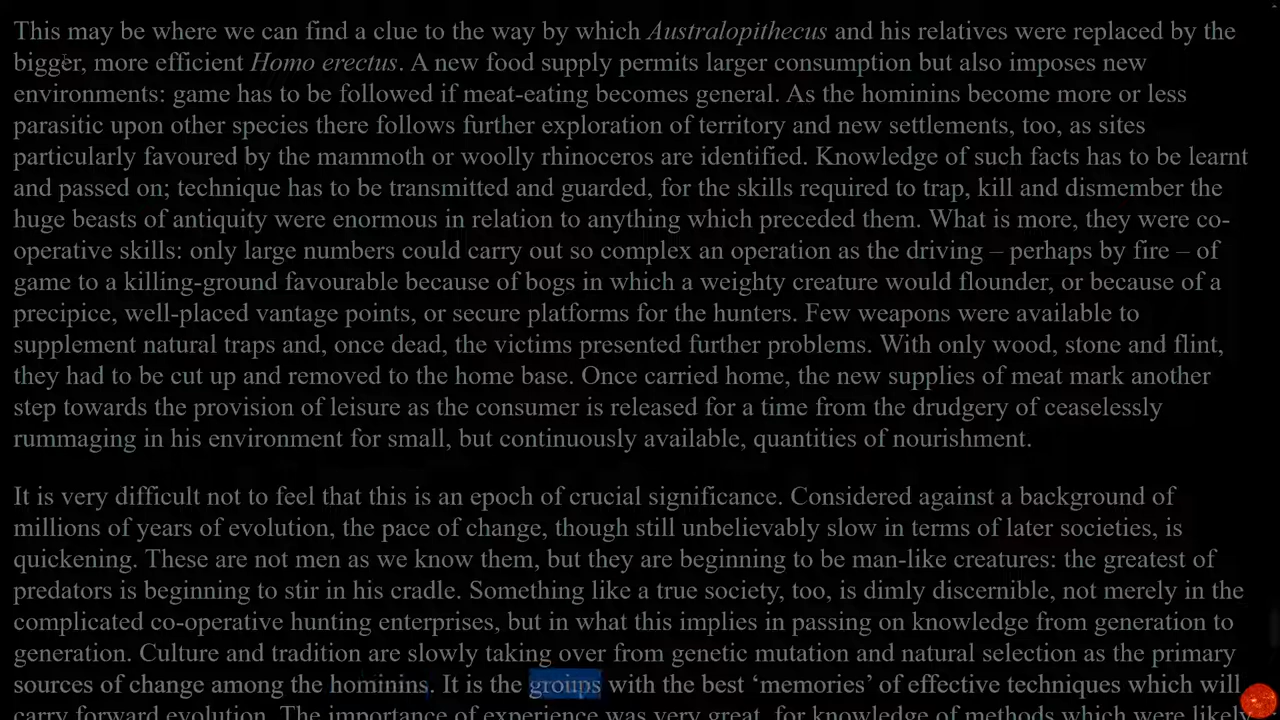 This may be where we can find a clue to the way by which Australopithecus and his relatives were replaced by the
bigger, more efficient Homo erectus. A new food supply permits larger consumption but also imposes new
environments: game has to be followed if meat-eating becomes general. As the hominins become more or less
parasitic upon other species there follows further exploration of territory and new settlements, too, as sites
particularly favoured by the mammoth or woolly rhinoceros are identified. Knowledge of such facts has to be learnt
and passed on; technique has to be transmitted and guarded, for the skills required to trap, kill and dismember the
huge beasts of antiquity were enormous in relation to anything which preceded them. What is more, they were co-
operative skills: only large numbers could carry out so complex an operation as the driving – perhaps by fire – of
game to a killing-ground favourable because of bogs in which a weighty creature would flounder, or because of a
precipice, well-placed vantage points, or secure platforms for the hunters. Few weapons were available to
supplement natural traps and, once dead, the victims presented further problems. With only wood, stone and flint,
they had to be cut up and removed to the home base. Once carried home, the new supplies of meat mark another
step towards the provision of leisure as the consumer is released for a time from the drudgery of ceaselessly
rummaging in his environment for small, but continuously available, quantities of nourishment.
It is very difficult not to feel that this is an epoch of crucial significance. Considered against a background of
millions of years of evolution, the pace of change, though still unbelievably slow in terms of later societies, is
quickening. These are not men as we know them, but they are beginning to be man-like creatures: the greatest of
predators is beginning to stir in his cradle. Something like a true society, too, is dimly discernible, not merely in the
complicated co-operative hunting enterprises, but in what this implies in passing on knowledge from generation to
generation. Culture and tradition are slowly taking over from genetic mutation and natural selection as the primary
sources of change among the hominins. It is the groups with the best ‘memories’ of effective techniques which will
carry forward evolution. The importance of experience was very great, for knowledge of methods which were likely